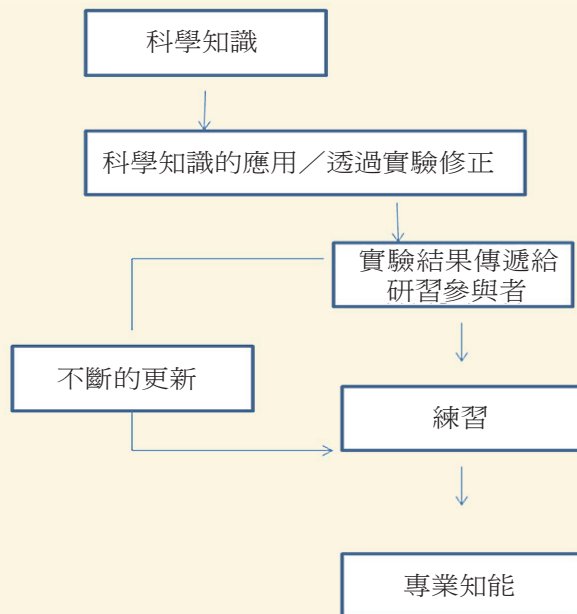 科學知識
科學知識的應用／透過實驗修正
實驗結果傳遞給
研習參與者
不斷的更新
練習
專業知能